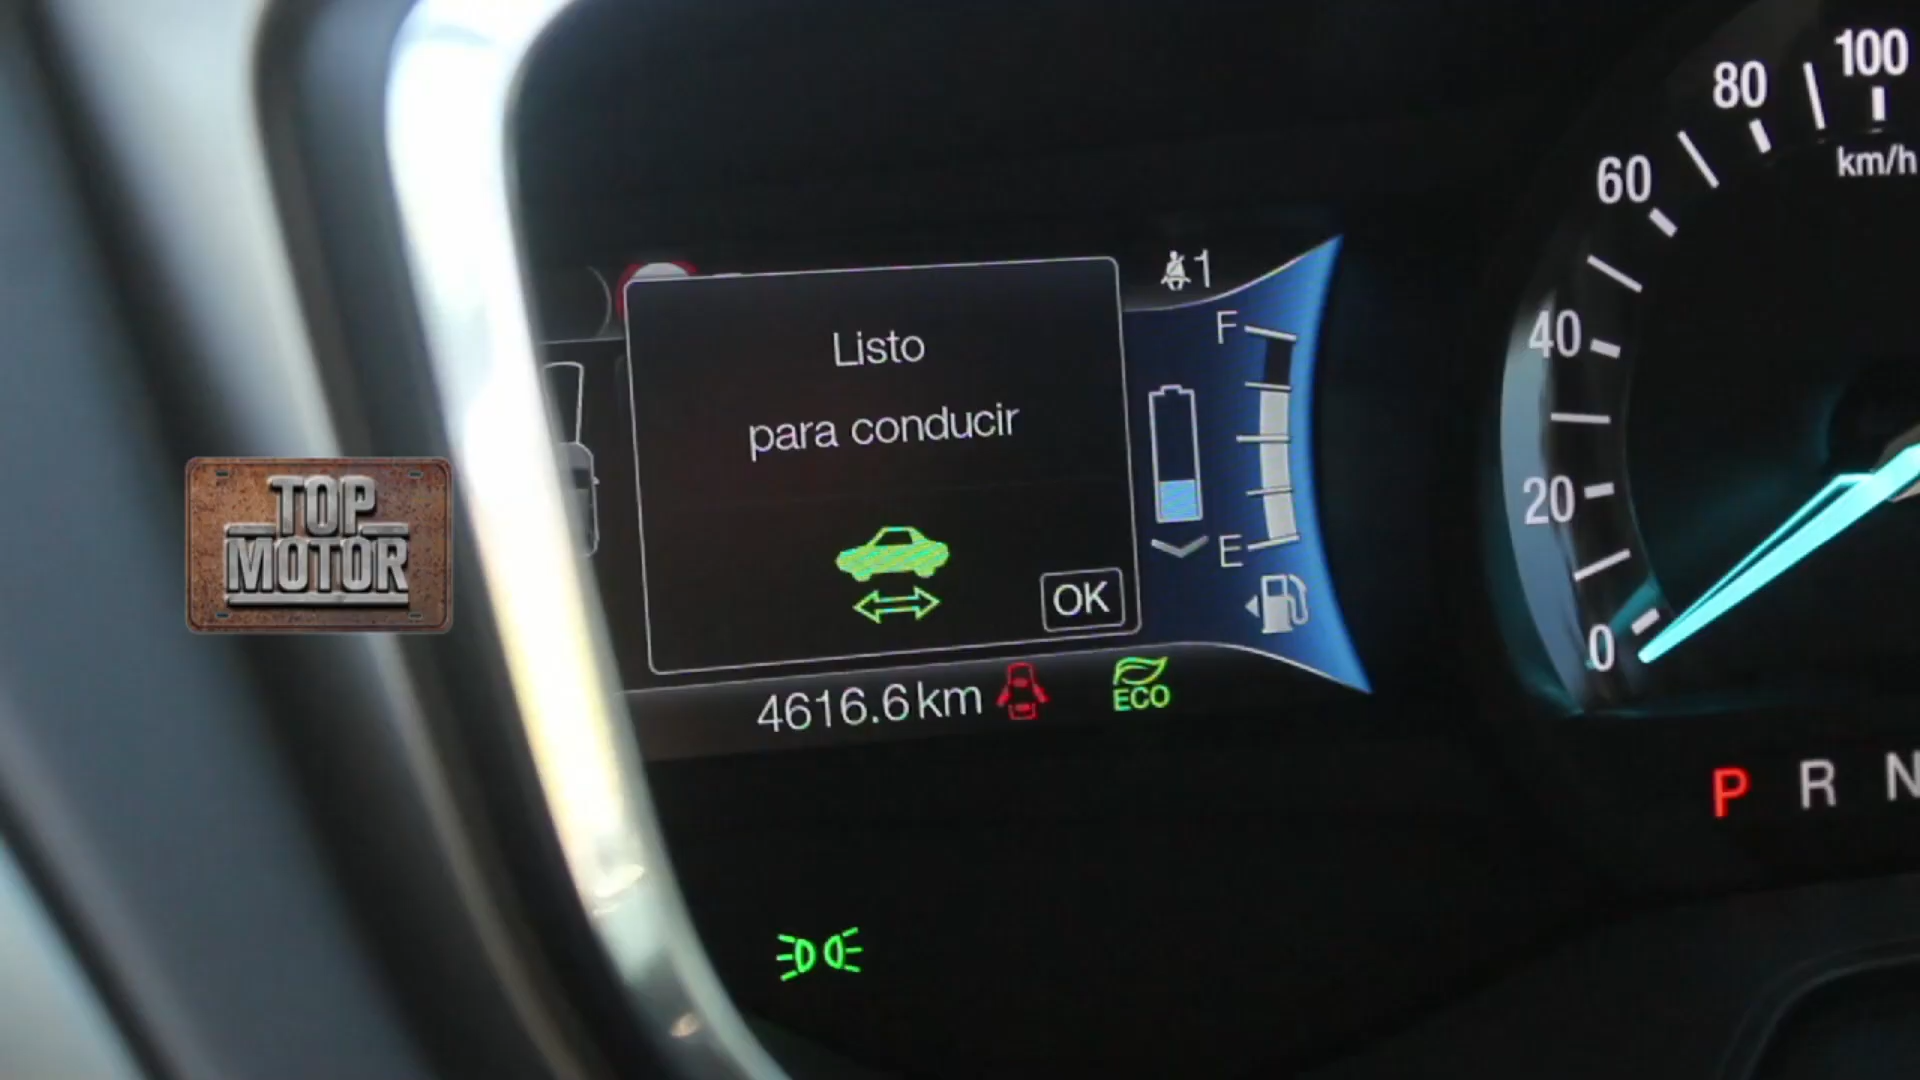 100
80
km/h
60
1
F
Listo
40
para conducir
20
E
OK
0
4616.6 km
ECO
TOP
MOTOR
P R N